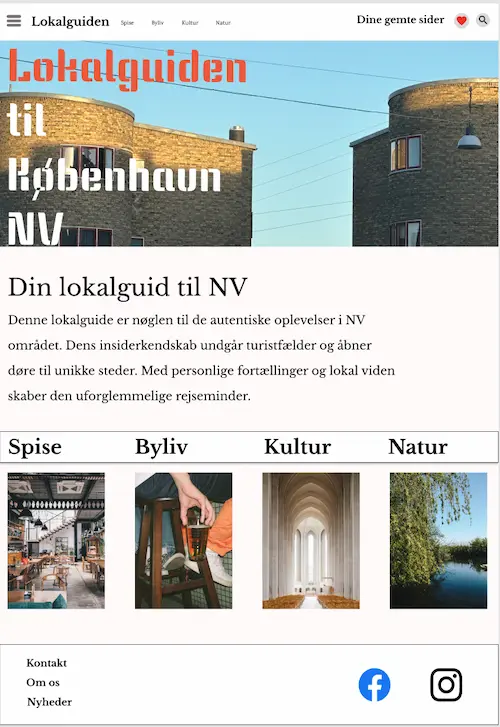 Lokalguiden
Spise
Byliv
Kultur
Natur
Dine gemte sider
Lokalguiden
til
København
NV
Din lokalguid til NV
Denne lokalguide er nøglen til de autentiske oplevelser i NV
området. Dens insiderkendskab undgår turistfælder og åbner
døre til unikke steder. Med personlige fortællinger og lokal viden
skaber den uforglemmelige rejseminder.
Spise
Byliv
Kultur
Natur
Kontakt
Om os
Nyheder